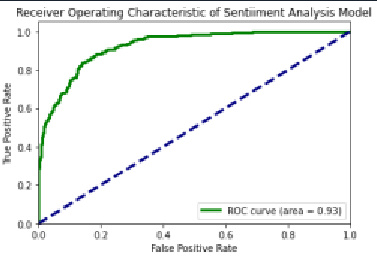 Receiver Operating Characteristic of Sentiiment Analysis Model
1.0
0.8
0.6
0.4
0.2
0.0
True Positive Rate
ROC curve (area = 0.93)
0.0 0.2 0.4 0.6 0.8 1.0
False Positive Rate